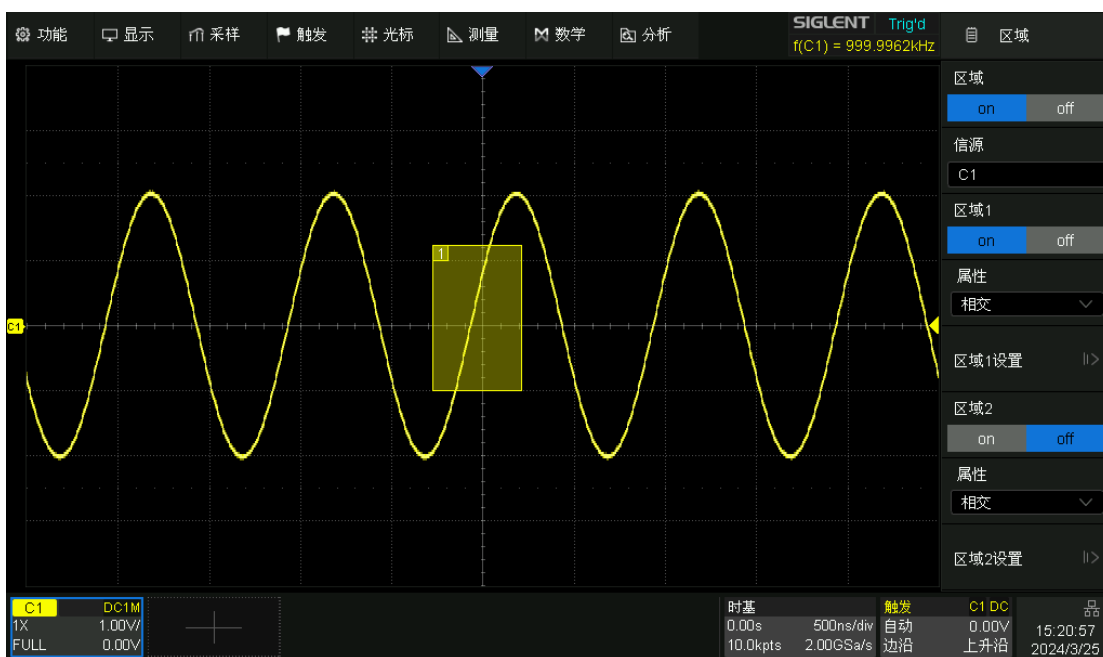 功能 显示 采样 触发 光标 测量 数学 分析
SIGLENT Trig'd
f(C1) = 999.9962kHz
区域
区域
on off
信源
C1
区域1
on off
属性
相交
区域1设置
区域2
on off
属性
相交
区域2设置
1
C1
C1 DC1M
1X 1.00V/
FULL 0.00V
时基
0.00s 500ns/div
10.0kpts 2.00GSa/s
触发 C1 DC
自动 0.00V
边沿 上升沿
15:20:57
2024/3/25